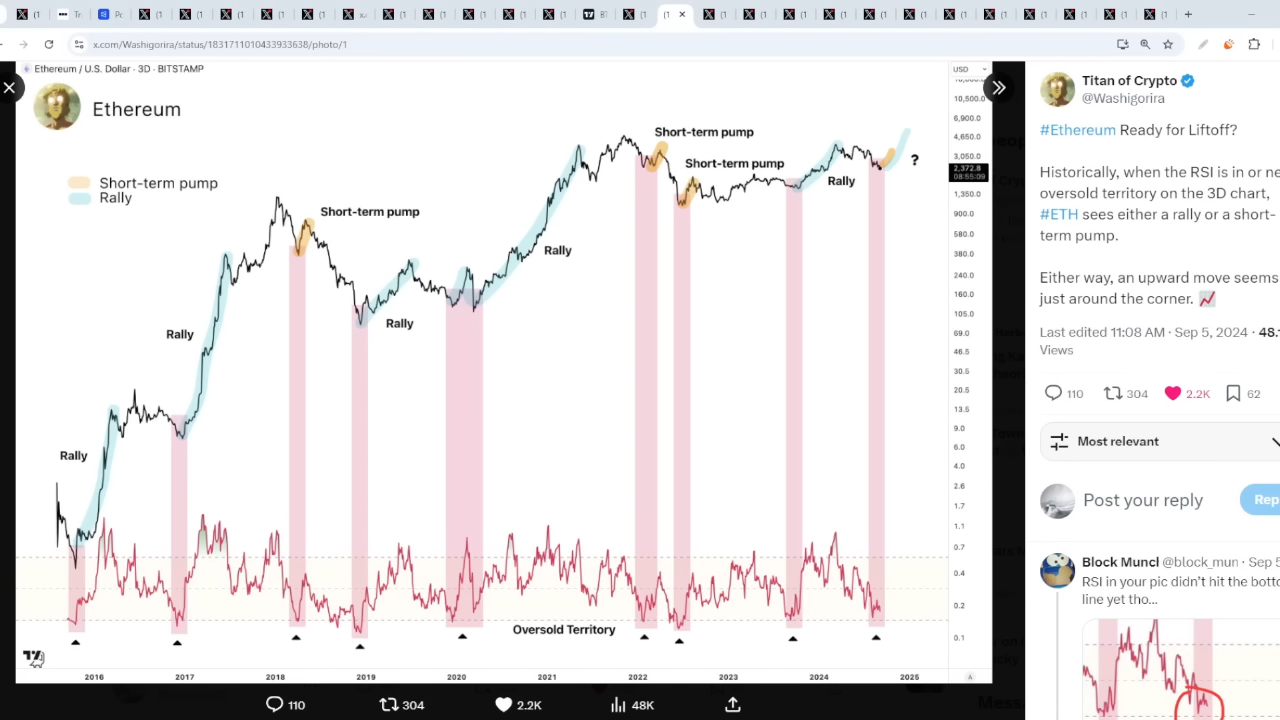 x.com/Washigorira/status/1831711010433933638/photo/1
Ethereum / U.S. Dollar · 3D · BITSTAMP
Ethereum
Short-term pump
Rally
Short-term pump
Short-term pump
Short-term pump
Rally
Rally
Rally
Rally
Rally
?
Oversold Territory
USD
10,500.0
6,900.0
4,650.0
3,050.0
2,372.8
08:55:09
1,350.0
900.0
580.0
380.0
240.0
160.0
105.0
69.0
46.5
30.5
20.5
13.5
9.0
6.0
4.0
2.6
1.7
1.1
0.7
0.4
0.2
0.1
2016
2017
2018
2019
2020
2021
2022
2023
2024
2025
A
110
304
2.2K
48K
Titan of Crypto
@Washigorira
#Ethereum Ready for Liftoff?
Historically, when the RSI is in or
oversold territory on the 3D chart,
#ETH sees either a rally or a short-
term pump.
Either way, an upward move seems
just around the corner.
Last edited 11:08 AM · Sep 5, 2024 ·
Views
110
304
2.2K
62
Most relevant
Post your reply
Block Muncl @block_mun · Sep
RSI in your pic didn't hit the
line yet tho...